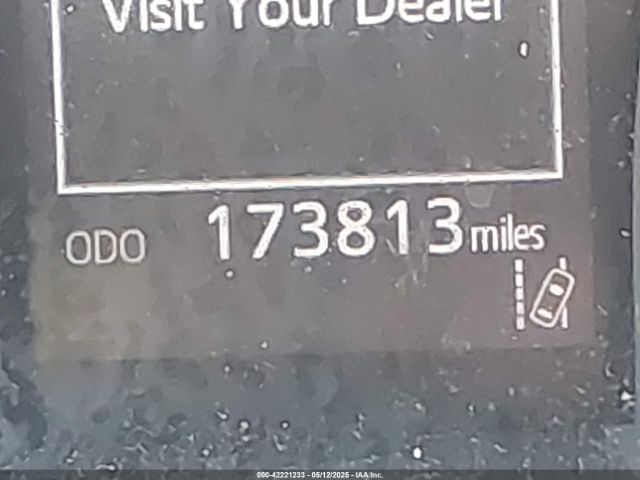 Visit Your Dealer
ODO 173813 miles
000-42221233 - 05/12/2025 - IAA Inc.